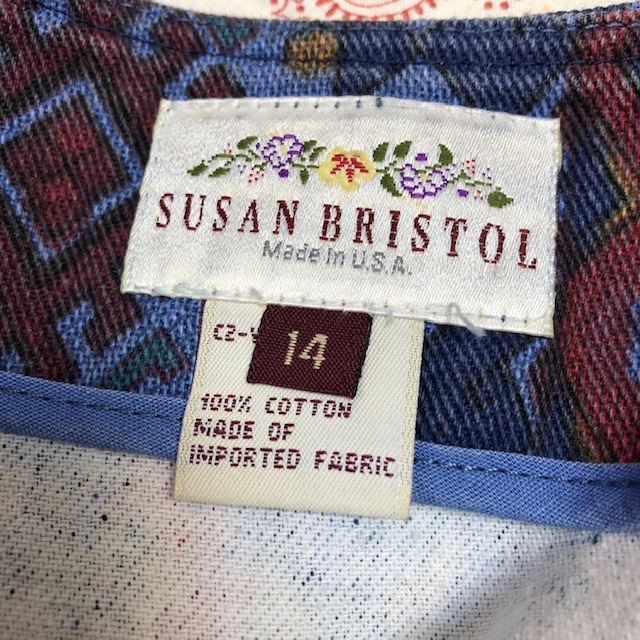 SUSAN BRISTOL
Made in U.S.A.
14
100% COTTON
MADE OF
IMPORTED FABRIC